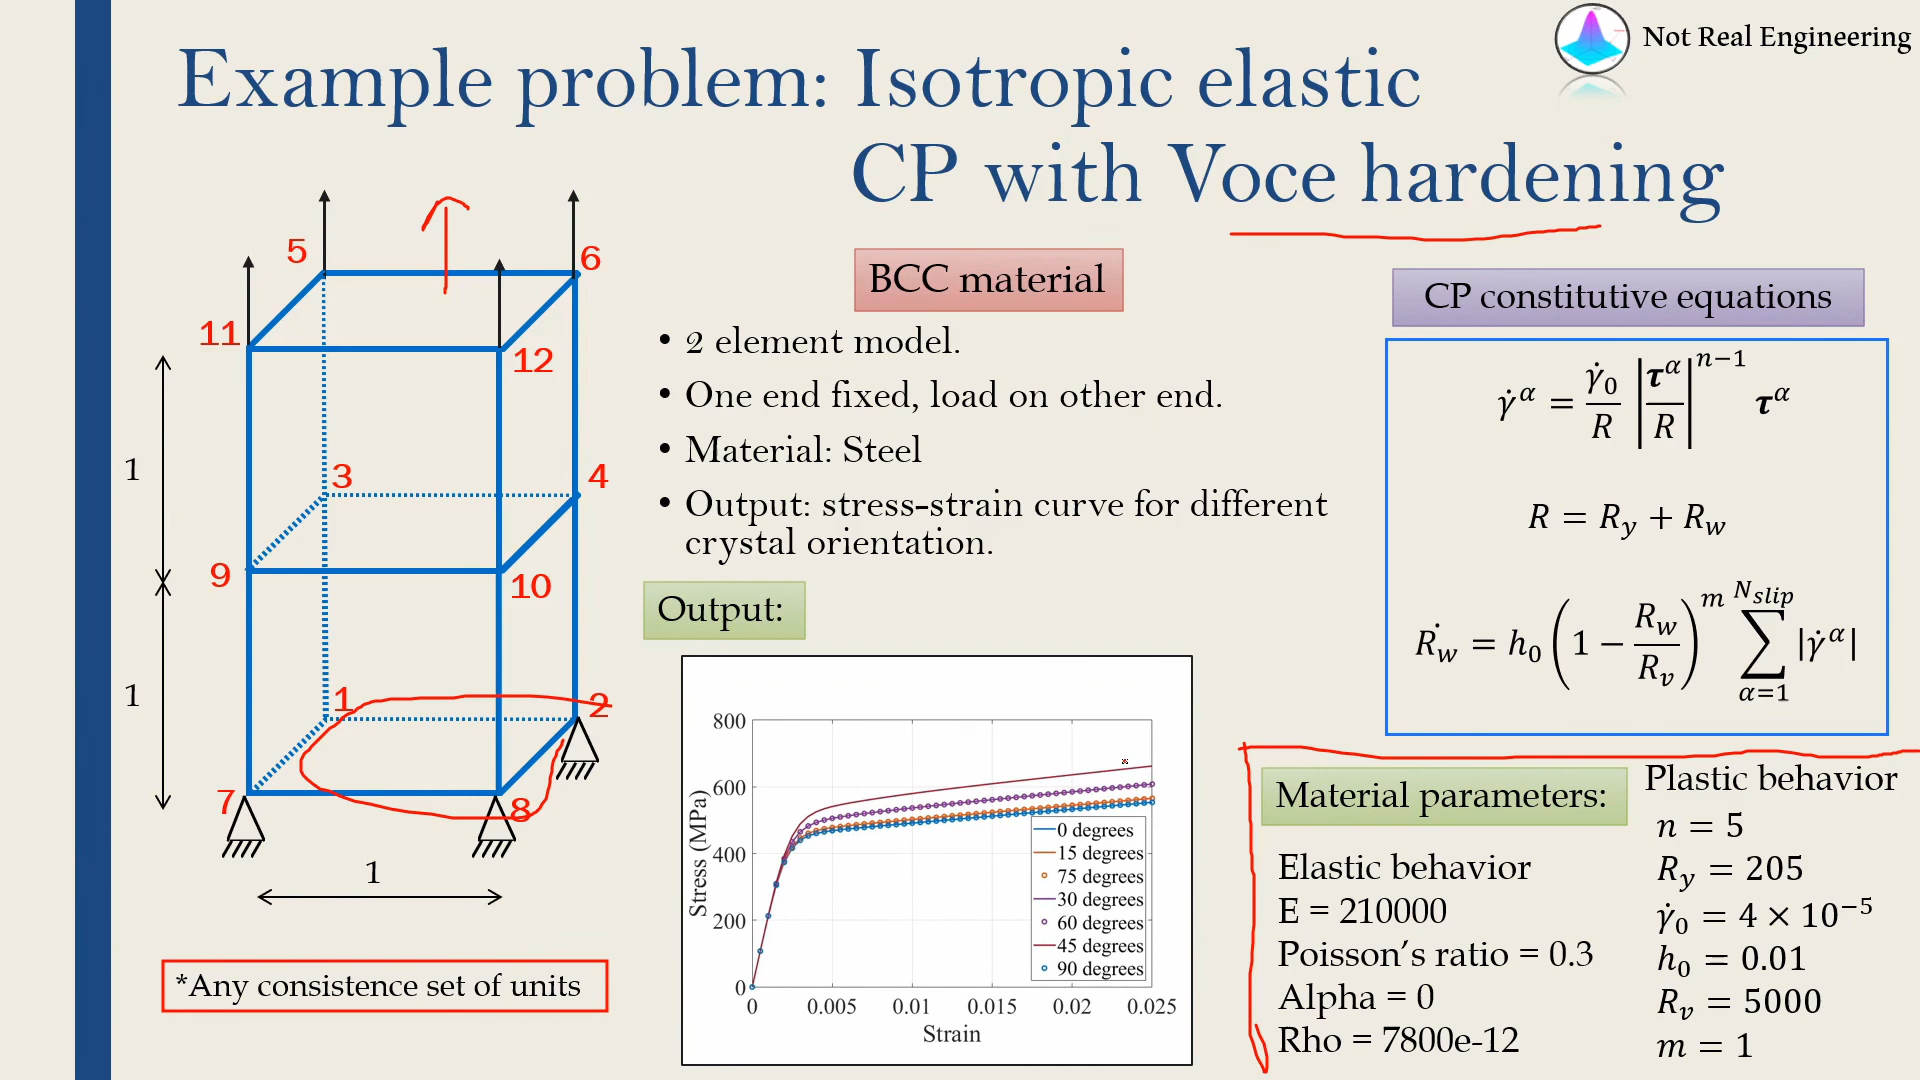 Not Real Engineering
Example problem: Isotropic elastic
CP with Voce hardening
5
6
11
12
1
3
4
9
10
1
1
2
7
8
1
*Any consistence set of units
BCC material
• 2 element model.
• One end fixed, load on other end.
• Material: Steel
• Output: stress-strain curve for different
crystal orientation.
Output:
800
600
400
200
0
0 0.005 0.01 0.015 0.02 0.025
Stress (MPa)
Strain
0 degrees
15 degrees
75 degrees
30 degrees
60 degrees
45 degrees
90 degrees
CP constitutive equations
γ̇^α = γ̇₀/R |τ^α/R|^(n−1) τ^α
R = R_y + R_w
Ṙ_w = h₀ (1 − R_w/R_v)^m ∑_{α=1}^{N_slip} |γ̇^α|
Material parameters:
Elastic behavior
E = 210000
Poisson’s ratio = 0.3
Alpha = 0
Rho = 7800e-12
Plastic behavior
n = 5
R_y = 205
γ̇₀ = 4 × 10⁻⁵
h₀ = 0.01
R_v = 5000
m = 1